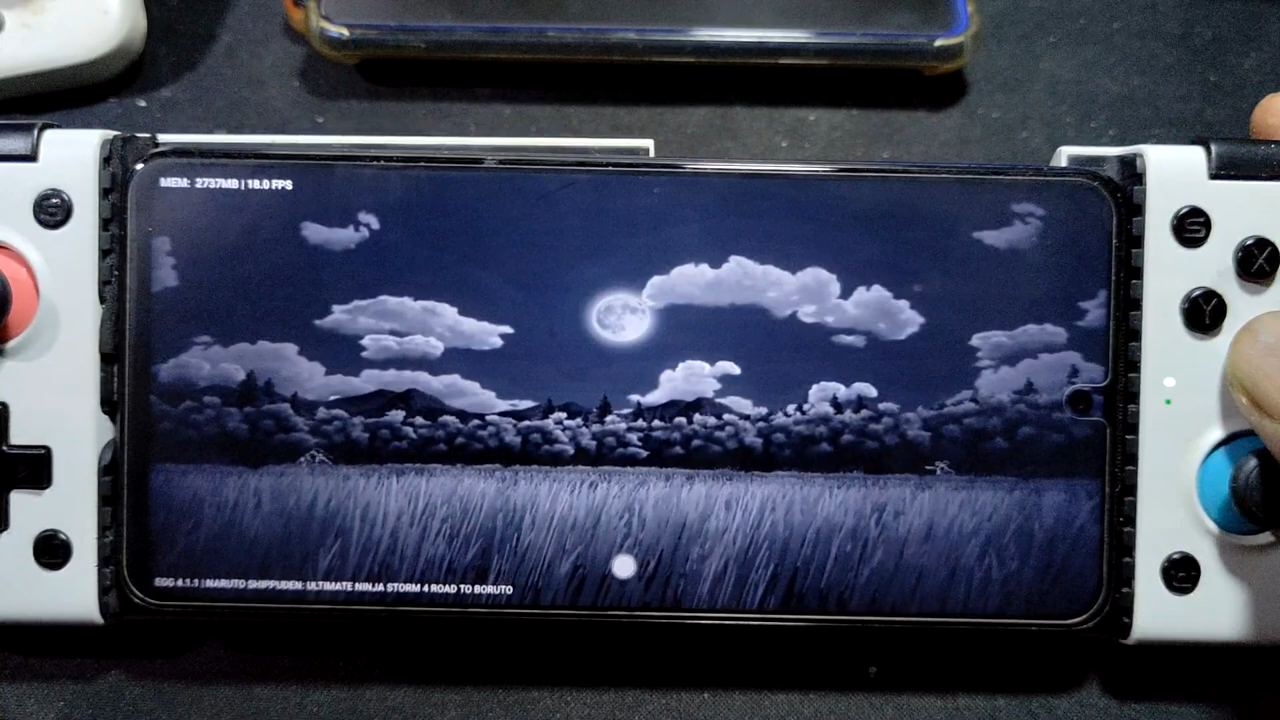 MEM: 2737MB | 18.0 FPS
S
S
X
Y
EGG 4.1.1 | NARUTO SHIPPUDEN: ULTIMATE NINJA STORM 4 ROAD TO BORUTO